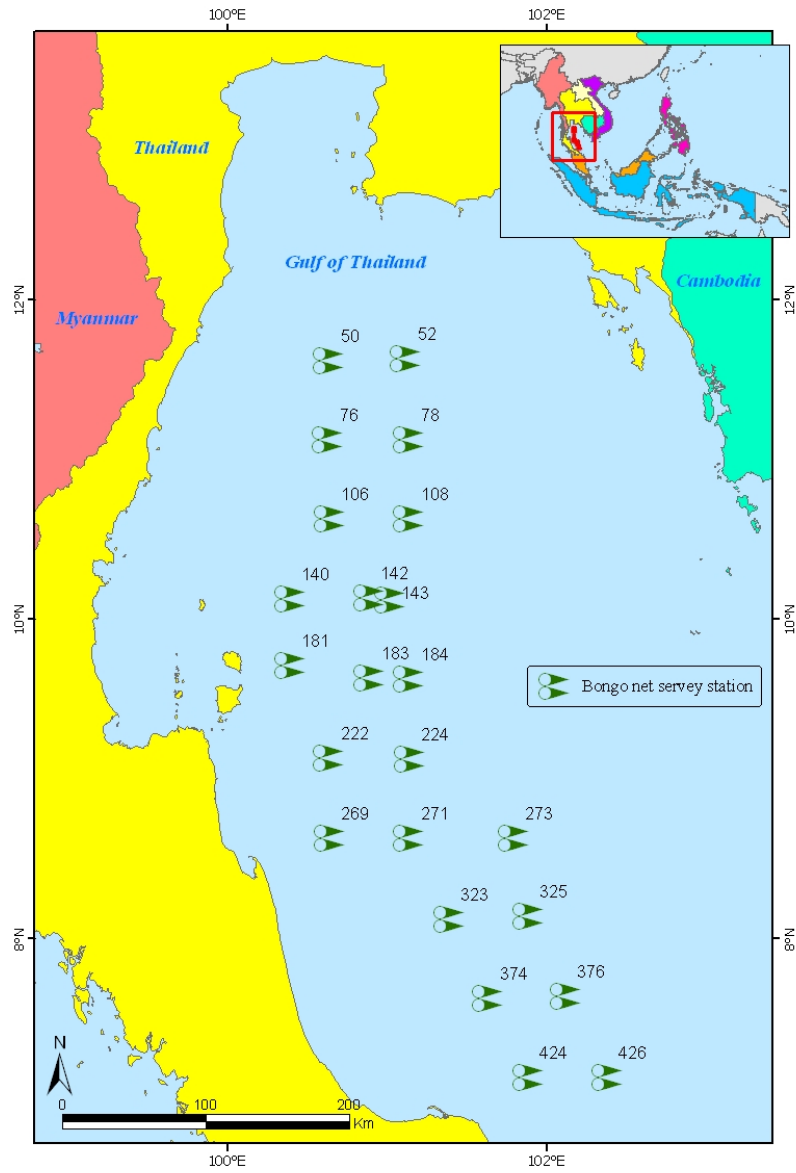 100°E 102°E
Thailand
Gulf of Thailand
12°N 12°N
Cambodia
Myanmar
50 52
76 78
106 108
140 142
143
10°N 10°N
181 183 184
Bongo net servey station
222 224
269 271 273
323 325
8°N 8°N
374 376
N
424 426
0 100 200
Km
100°E 102°E